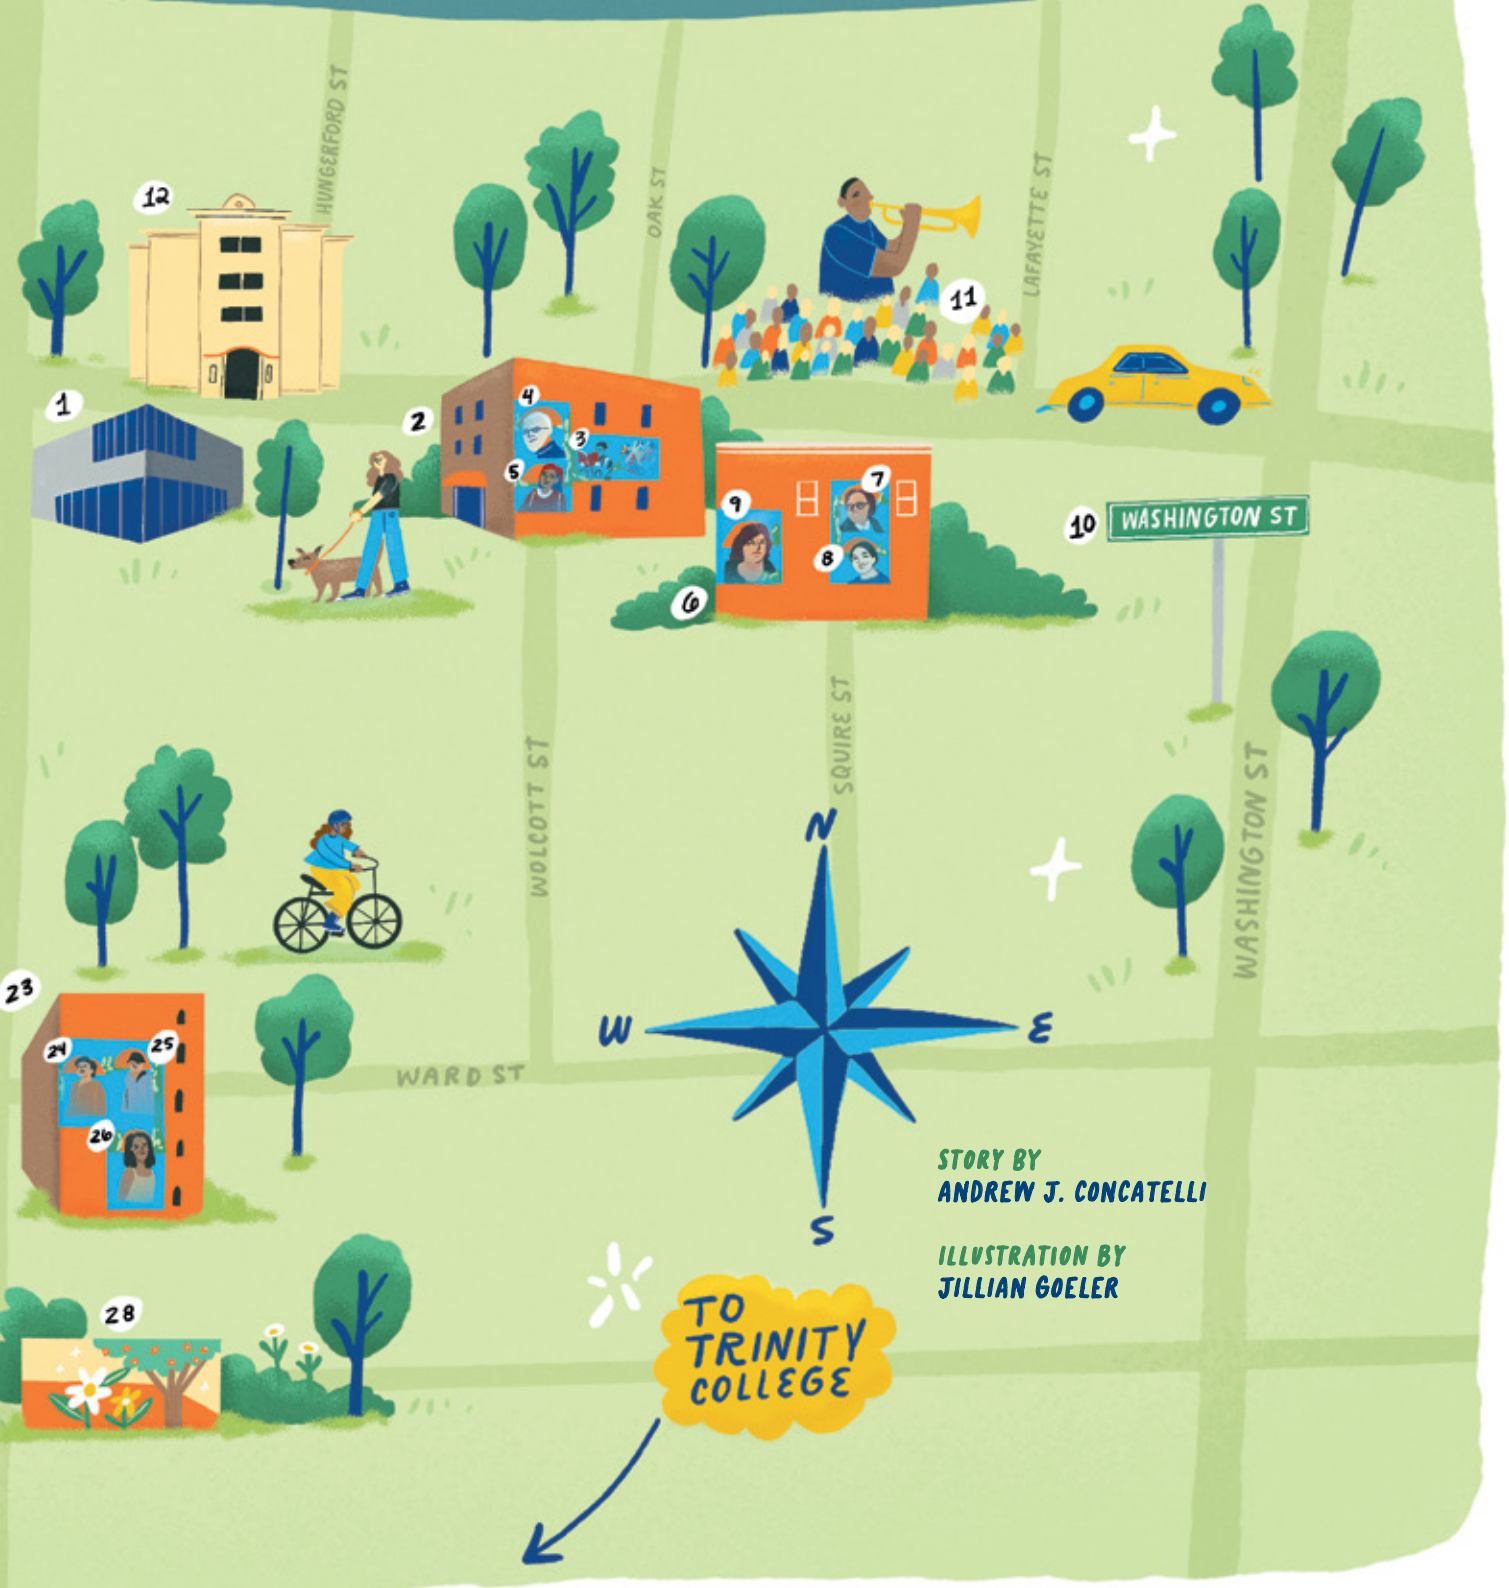 HUNGERFORD ST
OAK ST
LAFAYETTE ST
12
11
1
2
4
3
5
7
9
8
6
10
WASHINGTON ST
SQUIRE ST
WOLCOTT ST
WASHINGTON ST
N
W
E
S
23
24
25
26
WARD ST
STORY BY
ANDREW J. CONCATELLI
ILLUSTRATION BY
JILLIAN GOELER
28
TO
TRINITY
COLLEGE